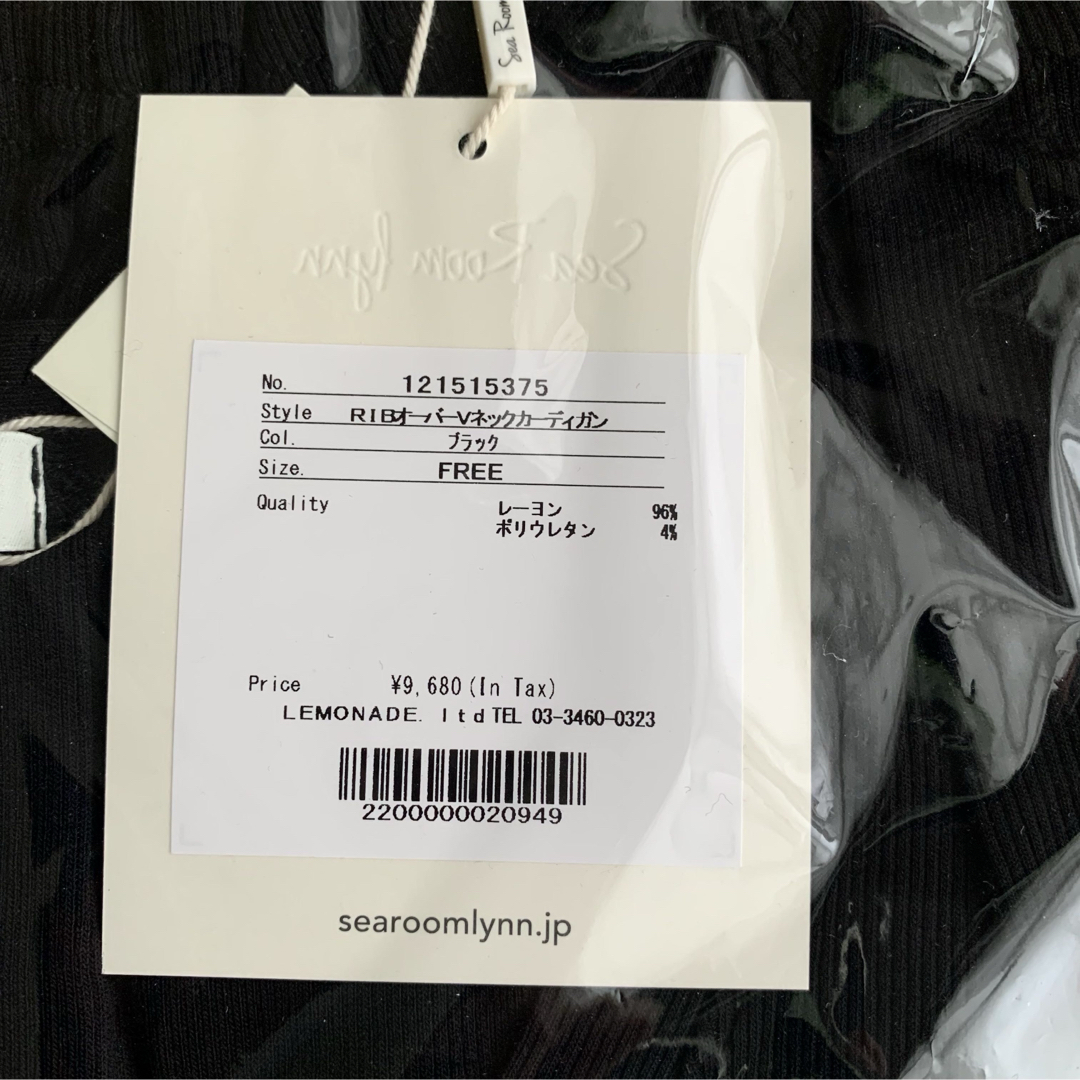 Sea Room
Sea Room lynn
No. 121515375
Style RIBオーバーVネックカーディガン
Col. ブラック
Size. FREE
Quality レーヨン 96%
ポリウレタン 4%
Price ¥9,680(In Tax)
LEMONADE. ltd TEL 03-3460-0323
2200000020949
searoomlynn.jp